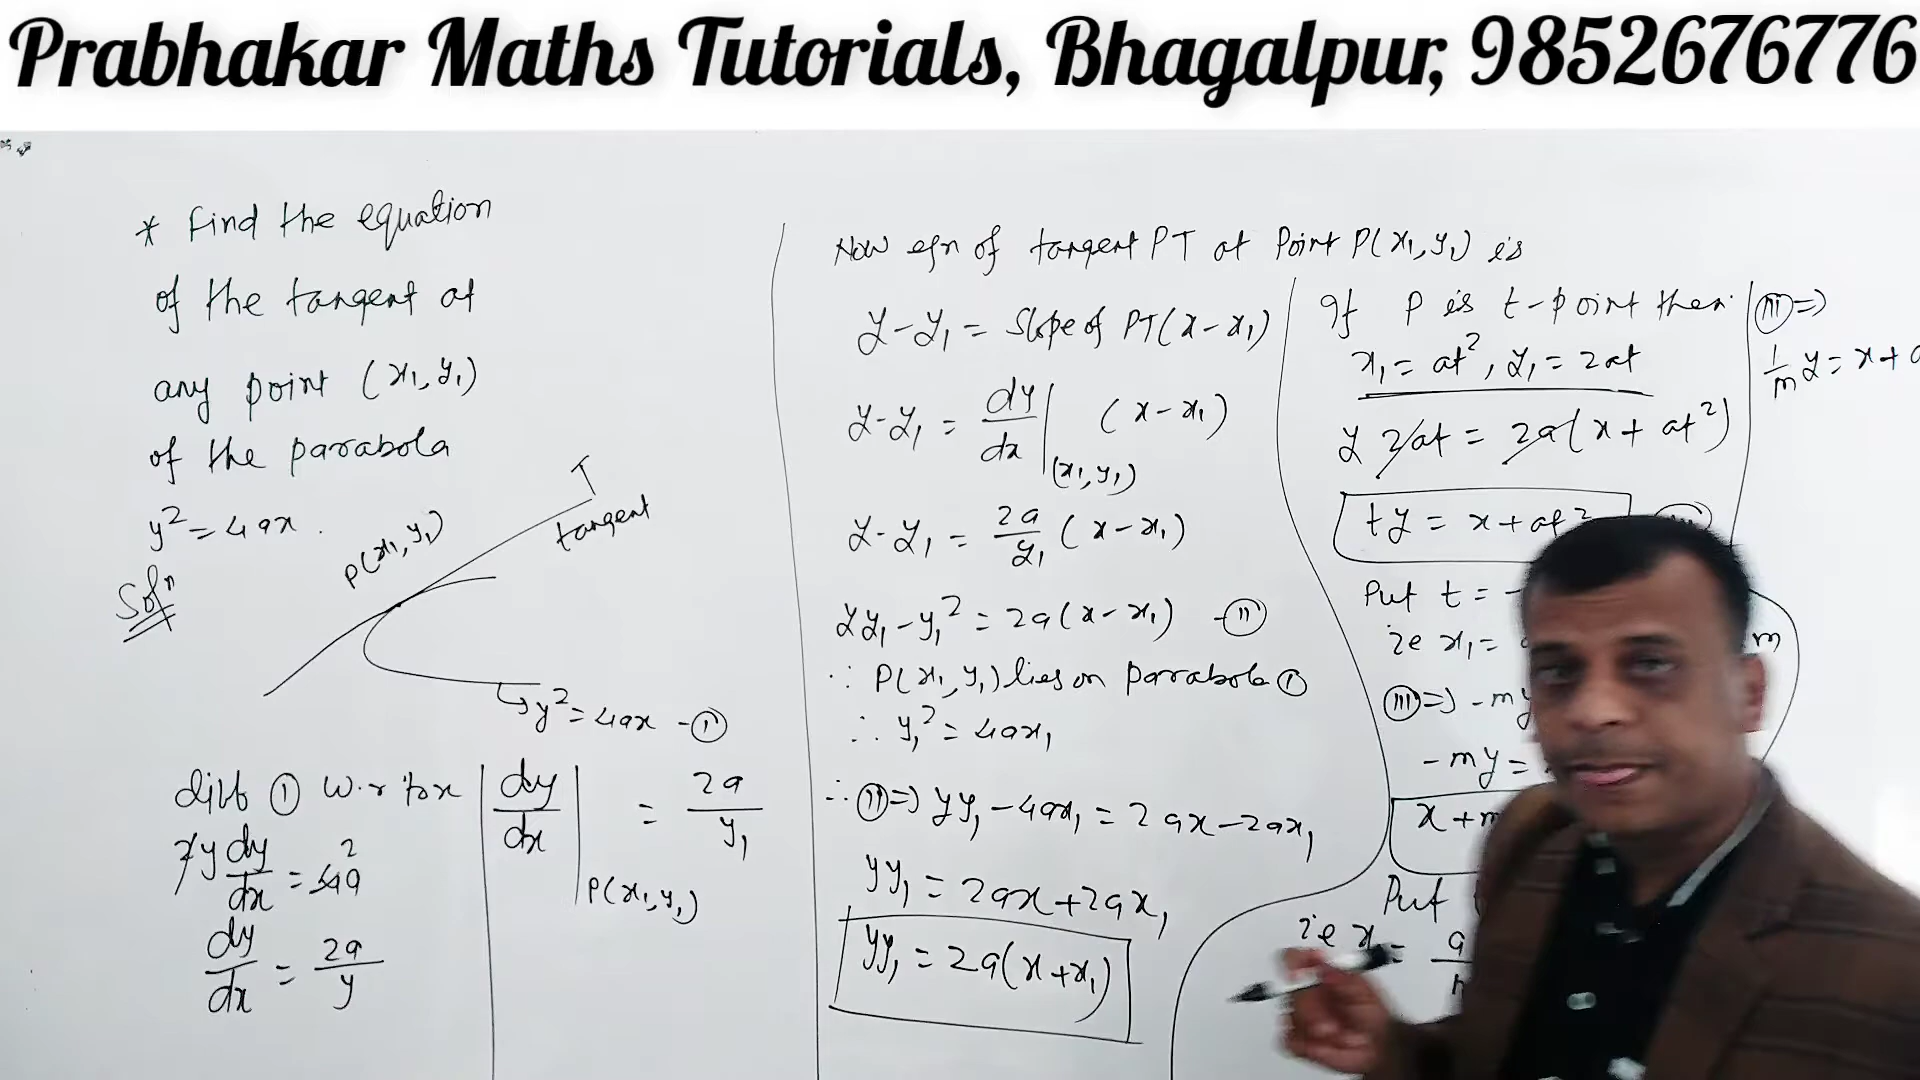 Prabhakar Maths Tutorials, Bhagalpur, 9852676776
* Find the equation
of the tangent at
any point (x₁, y₁)
of the parabola
y² = 4ax.
Solⁿ
P(x₁, y₁)
T
tangent
y² = 4ax - ①
diff ① w.r to x
2y dy/dx = 4a 2
dy/dx = 2a/y
dy/dx | P(x₁, y₁) = 2a/y₁
Now eqn of tangent PT at Point P(x₁, y₁) is
y - y₁ = Slope of PT (x - x₁)
y - y₁ = dy/dx | (x₁, y₁) (x - x₁)
y - y₁ = 2a/y₁ (x - x₁)
yy₁ - y₁² = 2a(x - x₁) - ⑪
∵ P(x₁, y₁) lies on parabola ①
∴ y₁² = 4ax₁
∴ ⑪ => yy₁ - 4ax₁ = 2ax - 2ax₁
yy₁ = 2ax + 2ax₁
yy₁ = 2a(x + x₁)
If P is t-point then
x₁ = at², y₁ = 2at
y 2at = 2a(x + at²)
ty = x + at²
Put t = -
ie x₁ =
m
(III) => - my
- my =
x + m
Put
ie x = a
(III) =>
1/m y = x + a